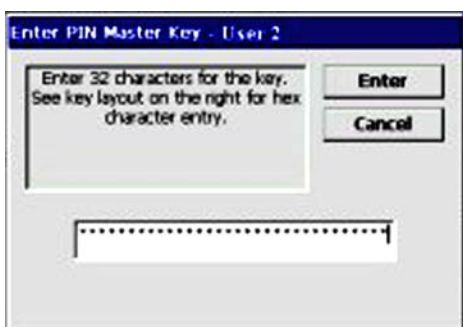 Enter PIN Master Key - User 2
Enter 32 characters for the key.
See key layout on the right for hex
character entry.
Enter
Cancel